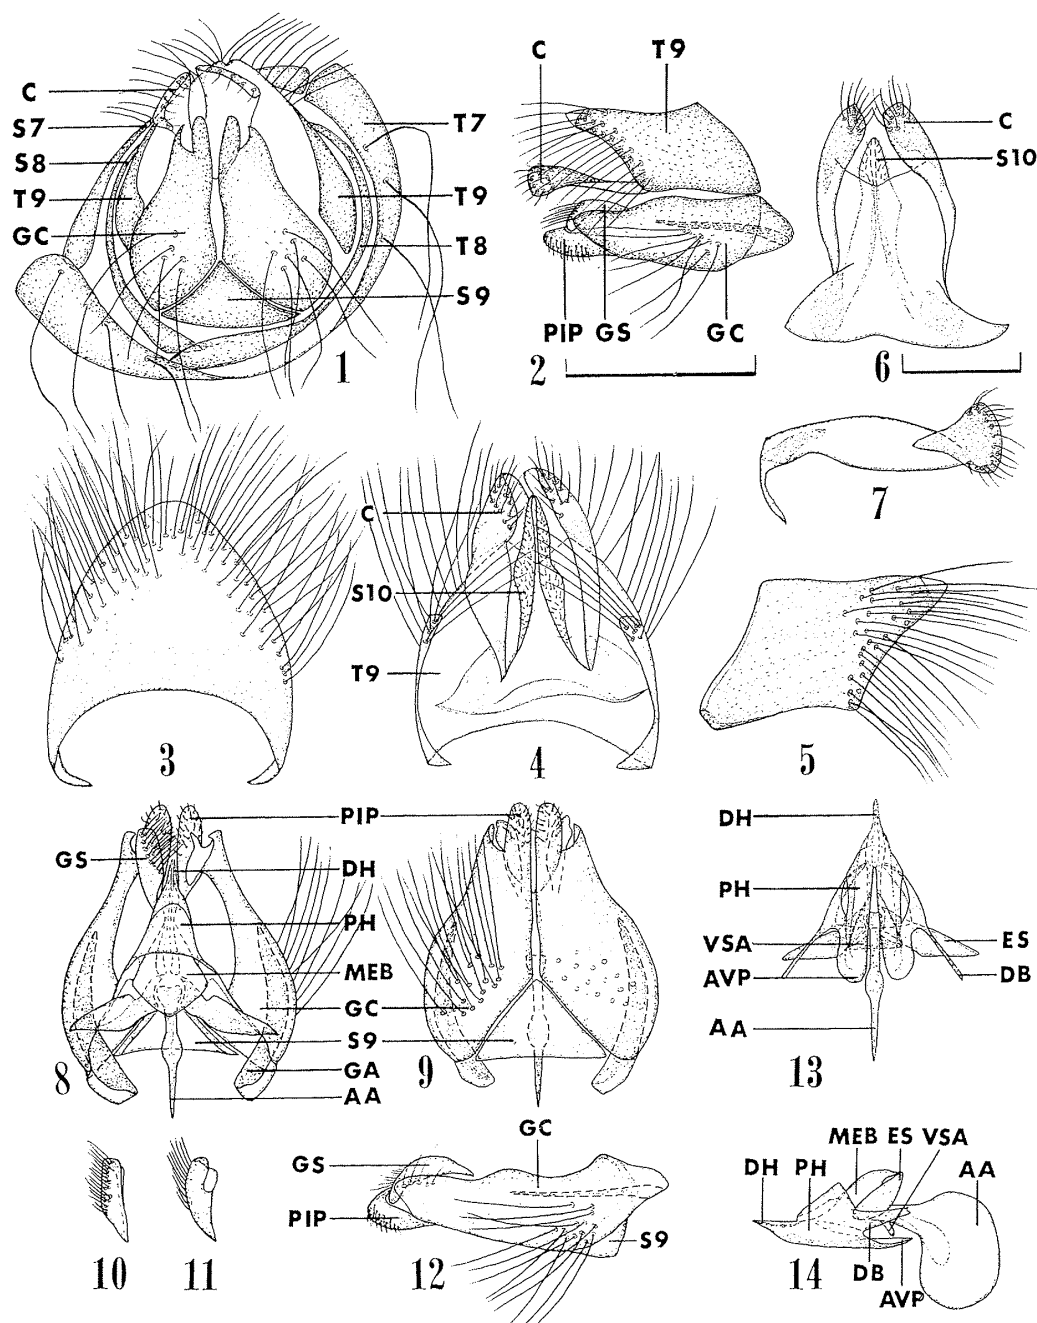 C
S7
S8
T9
GC
T7
T9
T8
S9
1
C
T9
PIP GS GC
2
C
S10
6
7
3
C
S10
T9
4
5
GS
PIP
DH
PH
MEB
GC
S9
GA
AA
8
9
DH
PH
VSA
AVP
AA
ES
DB
13
10
11
GC
GS
PIP
S9
12
MEB ES VSA
DH PH AA
DB
AVP
14